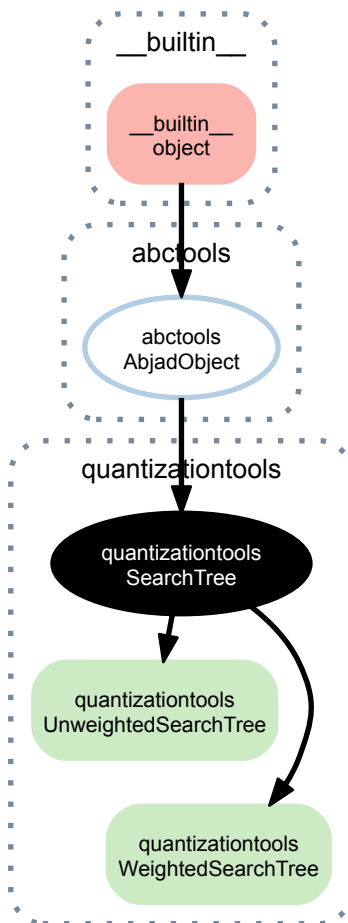 __builtin__
__builtin__
object
abctools
abctools
AbjadObject
quantizationtools
quantizationtools
SearchTree
quantizationtools
UnweightedSearchTree
quantizationtools
WeightedSearchTree